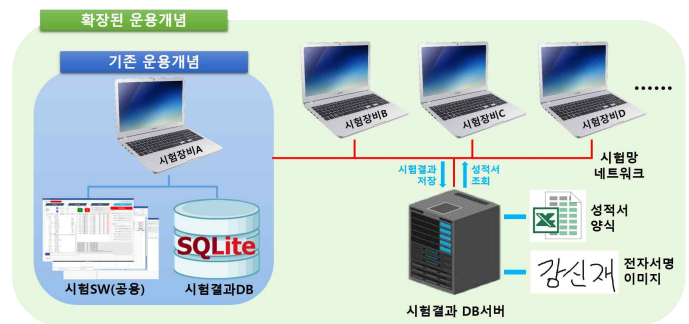 확장된 운용개념
기존 운용개념
시험장비A
시험장비B
시험장비C
시험장비D
......
시험망
네트워크
시험결과
저장
성적서
조회
SQLite
시험SW(공용)
시험결과DB
시험결과 DB서버
성적서
양식
강신재
전자서명
이미지